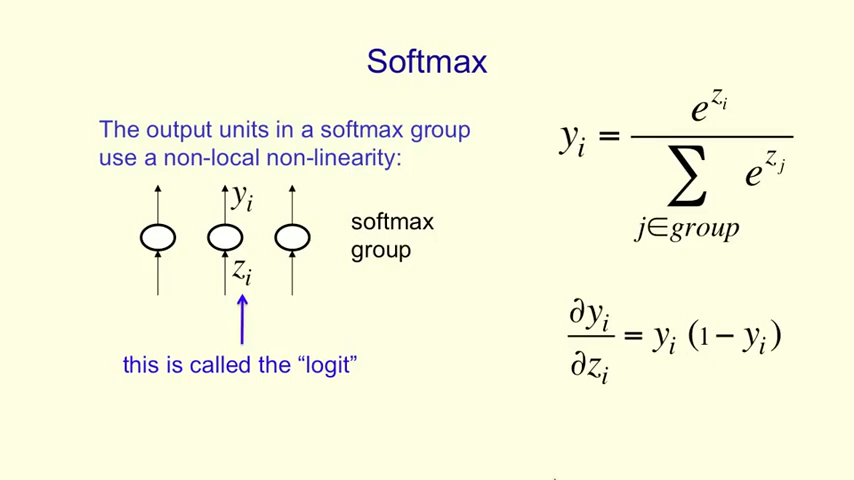 Softmax
The output units in a softmax group
use a non-local non-linearity:
y_i
softmax
group
z_i
this is called the “logit”
y_i = e^{z_i} / ∑_{j∈group} e^{z_j}
∂y_i / ∂z_i = y_i (1 − y_i)